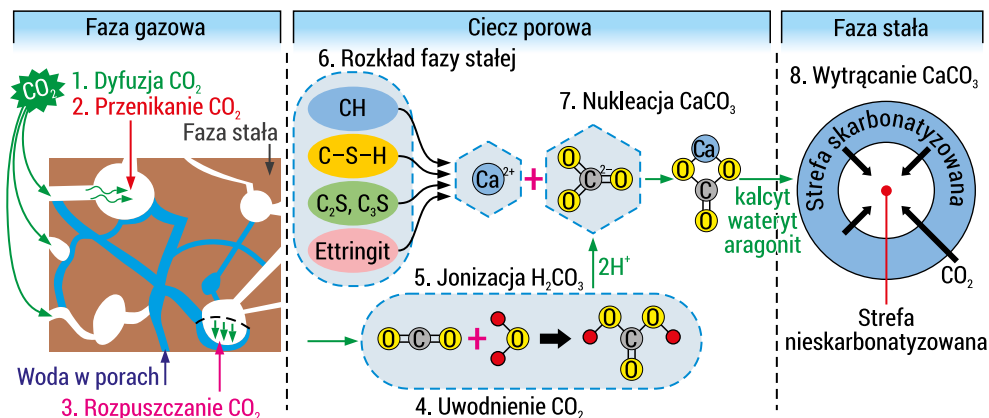 Faza gazowa
Ciecz porowa
Faza stała
CO₂
1. Dyfuzja CO₂
2. Przenikanie CO₂
Faza stała
Woda w porach
3. Rozpuszczanie CO₂
6. Rozkład fazy stałej
CH
C–S–H
C₂S, C₃S
Ettringit
Ca²⁺
+
7. Nukleacja CaCO₃
O
O
C
2-
O
Ca
O
O
C
O
kalcyt
wateryt
aragonit
2H⁺
5. Jonizacja H₂CO₃
O
C
O
+
O
O
O
C
O
4. Uwodnienie CO₂
8. Wytrącanie CaCO₃
Strefa skarbonatyzowana
CO₂
Strefa
nieskarbonatyzowana